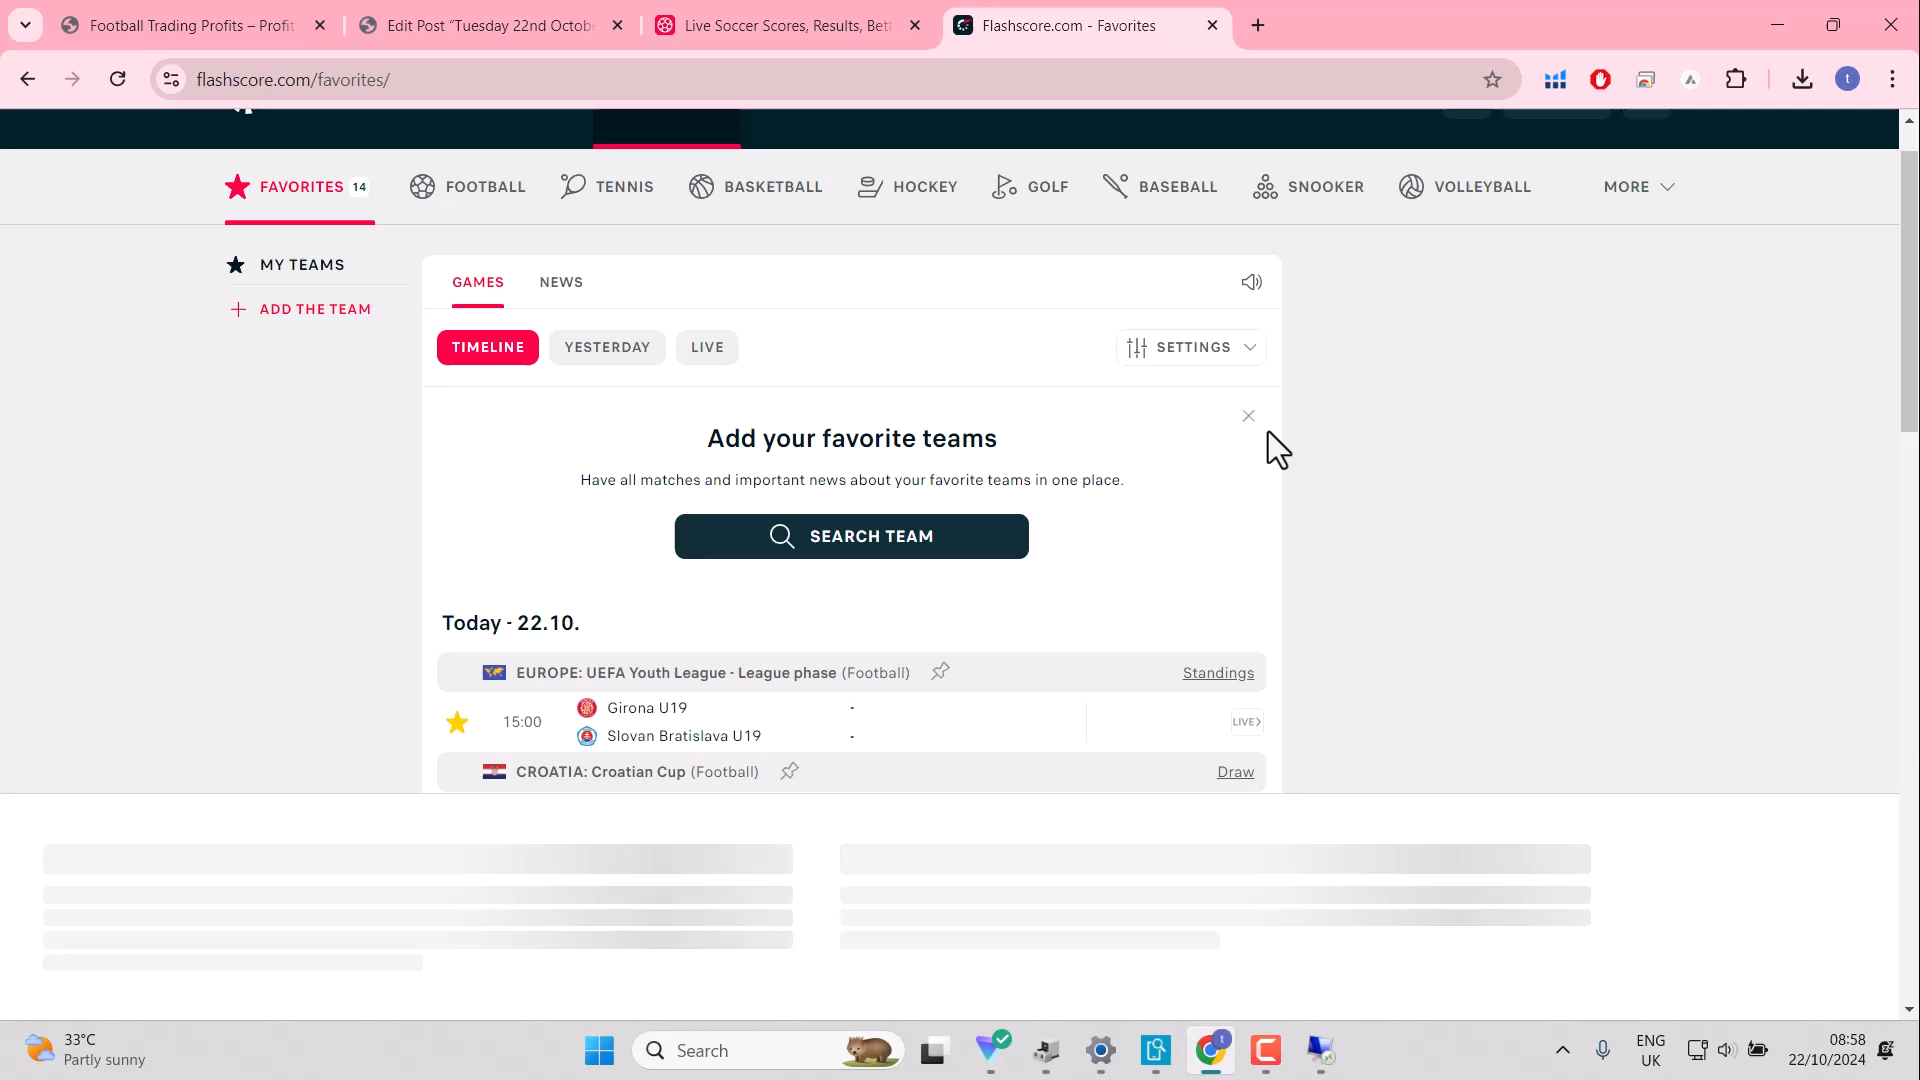 Football Trading Profits – Profit
Edit Post “Tuesday 22nd Octobe
Live Soccer Scores, Results, Bett
Flashscore.com - Favorites
flashscore.com/favorites/
t
FAVORITES 14
FOOTBALL
TENNIS
BASKETBALL
HOCKEY
GOLF
BASEBALL
SNOOKER
VOLLEYBALL
MORE
MY TEAMS
ADD THE TEAM
GAMES
NEWS
TIMELINE
YESTERDAY
LIVE
SETTINGS
Add your favorite teams
Have all matches and important news about your favorite teams in one place.
SEARCH TEAM
Today - 22.10.
EUROPE: UEFA Youth League - League phase (Football)
Standings
15:00
Girona U19
-
Slovan Bratislava U19
-
LIVE
CROATIA: Croatian Cup (Football)
Draw
33°C
Partly sunny
Search
t
ENG
UK
08:58
22/10/2024